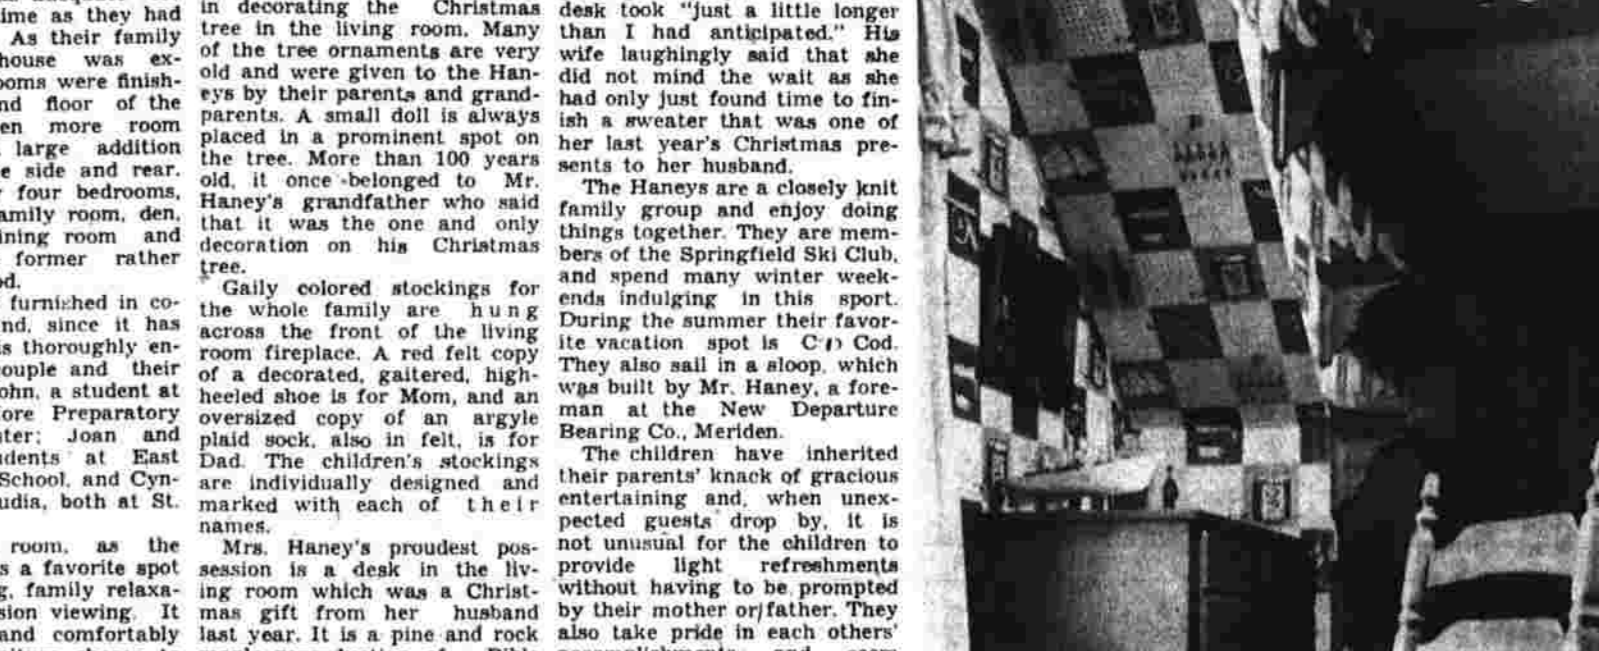 ime as they had
As their family
house was ex-
ooms were finish-
nd floor of the
en more room
large addition
e side and rear.
four bedrooms,
amily room, den,
ining room and
former rather
d.
furnished in co-
nd, since it has
s thoroughly en-
ouple and their
ohn, a student at
ore Preparatory
ter; Joan and
dents at East
School, and Cyn-
udia, both at St.
room, as the
s a favorite spot
g, family relaxa-
sion viewing. It
and comfortably
in decorating the Christmas
tree in the living room. Many
of the tree ornaments are very
old and were given to the Han-
eys by their parents and grand-
parents. A small doll is always
placed in a prominent spot on
the tree. More than 100 years
old, it once belonged to Mr.
Haney's grandfather who said
that it was the one and only
decoration on his Christmas
tree.
Gaily colored stockings for
the whole family are hung
across the front of the living
room fireplace. A red felt copy
of a decorated, gaitered, high-
heeled shoe is for Mom, and an
oversized copy of an argyle
plaid sock, also in felt, is for
Dad. The children's stockings
are individually designed and
marked with each of their
names.
Mrs. Haney's proudest pos-
session is a desk in the liv-
ing room which was a Christ-
mas gift from her husband
last year. It is a pine and rock
desk took "just a little longer
than I had anticipated." His
wife laughingly said that she
did not mind the wait as she
had only just found time to fin-
ish a sweater that was one of
her last year's Christmas pre-
sents to her husband.
The Haneys are a closely knit
family group and enjoy doing
things together. They are mem-
bers of the Springfield Ski Club,
and spend many winter week-
ends indulging in this sport.
During the summer their favor-
ite vacation spot is Cod.
They also sail in a sloop, which
was built by Mr. Haney, a fore-
man at the New Departure
Bearing Co., Meriden.
The children have inherited
their parents' knack of gracious
entertaining and, when unex-
pected guests drop by, it is
not unusual for the children to
provide light refreshments
without having to be prompted
by their mother or father. They
also take pride in each others'